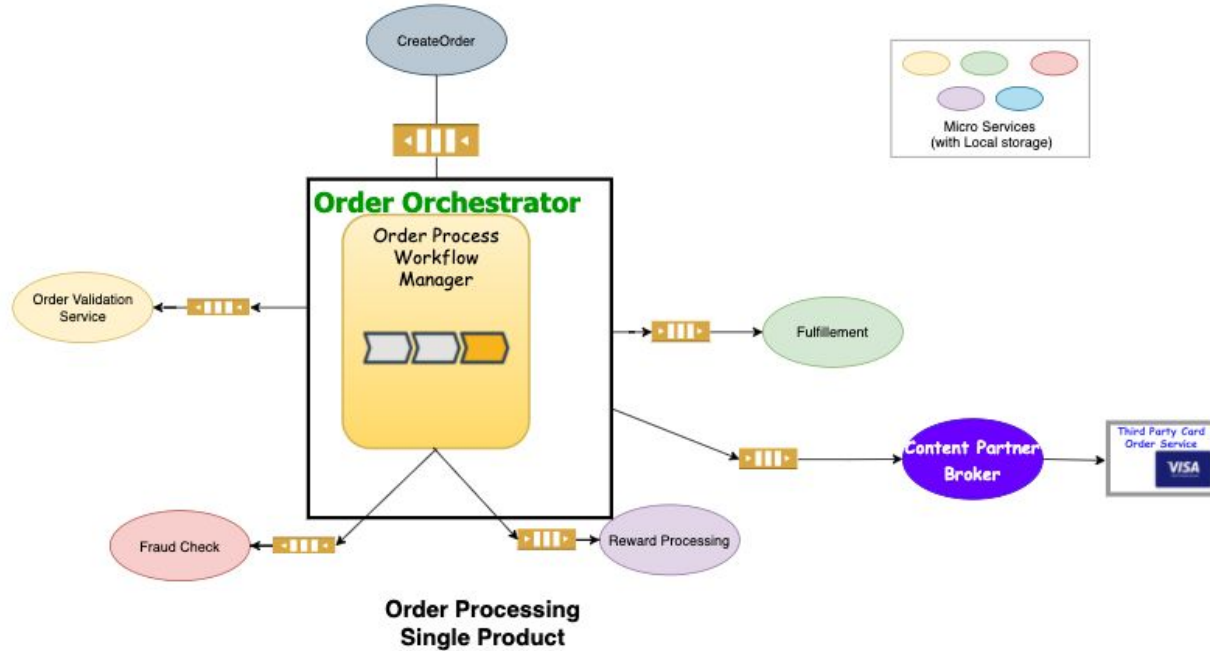 CreateOrder
Micro Services
(with Local storage)
Order Orchestrator
Order Process
Workflow
Manager
Order Validation
Service
Fulfillement
Third Party Card
Order Service
VISA
Content Partner
Broker
Fraud Check
Reward Processing
Order Processing
Single Product